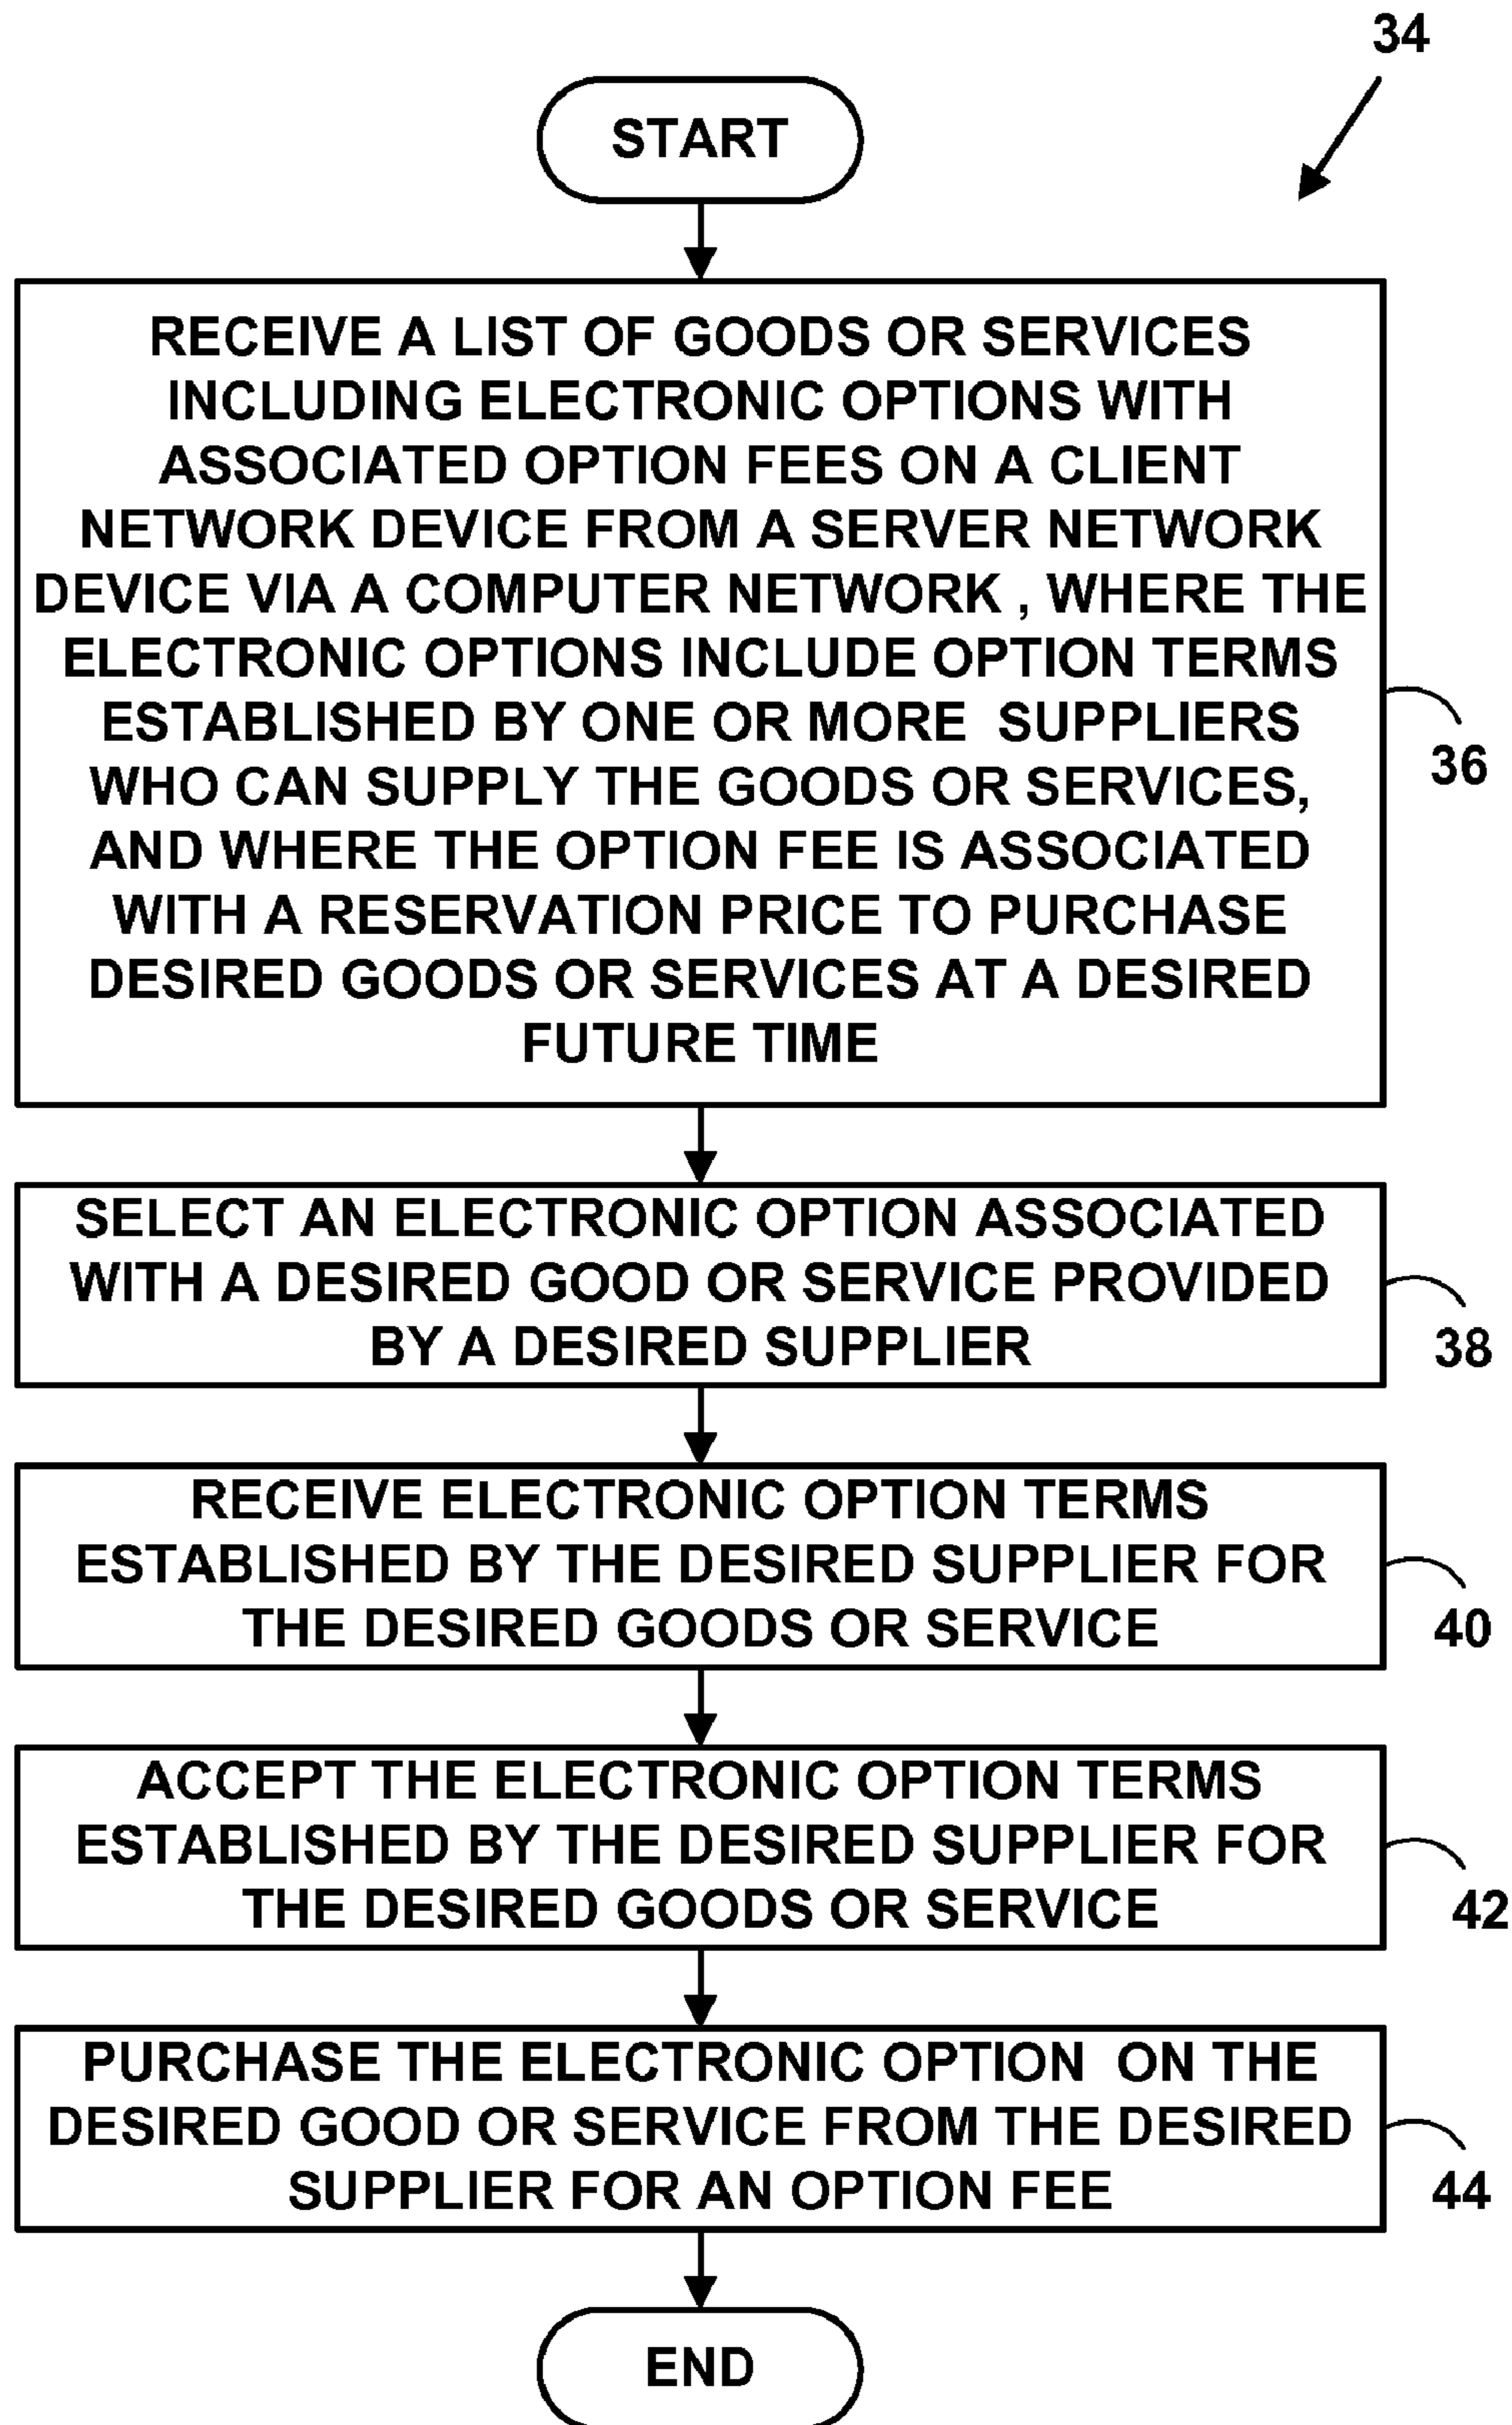 34
START
RECEIVE A LIST OF GOODS OR SERVICES
INCLUDING ELECTRONIC OPTIONS WITH
ASSOCIATED OPTION FEES ON A CLIENT
NETWORK DEVICE FROM A SERVER NETWORK
DEVICE VIA A COMPUTER NETWORK , WHERE THE
ELECTRONIC OPTIONS INCLUDE OPTION TERMS
ESTABLISHED BY ONE OR MORE SUPPLIERS
WHO CAN SUPPLY THE GOODS OR SERVICES,
AND WHERE THE OPTION FEE IS ASSOCIATED
WITH A RESERVATION PRICE TO PURCHASE
DESIRED GOODS OR SERVICES AT A DESIRED
FUTURE TIME
36
SELECT AN ELECTRONIC OPTION ASSOCIATED
WITH A DESIRED GOOD OR SERVICE PROVIDED
BY A DESIRED SUPPLIER
38
RECEIVE ELECTRONIC OPTION TERMS
ESTABLISHED BY THE DESIRED SUPPLIER FOR
THE DESIRED GOODS OR SERVICE
40
ACCEPT THE ELECTRONIC OPTION TERMS
ESTABLISHED BY THE DESIRED SUPPLIER FOR
THE DESIRED GOODS OR SERVICE
42
PURCHASE THE ELECTRONIC OPTION ON THE
DESIRED GOOD OR SERVICE FROM THE DESIRED
SUPPLIER FOR AN OPTION FEE
44
END